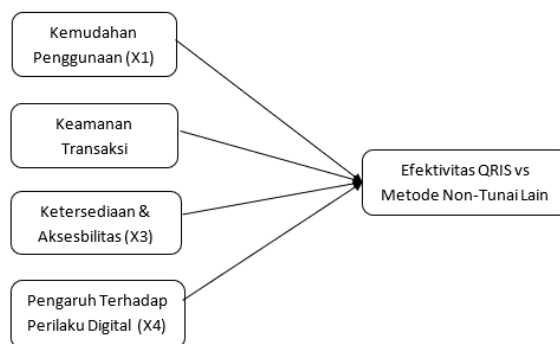 Kemudahan
Penggunaan (X1)
Keamanan
Transaksi
Ketersediaan &
Aksesbilitas (X3)
Pengaruh Terhadap
Perilaku Digital (X4)
Efektivitas QRIS vs
Metode Non-Tunai Lain